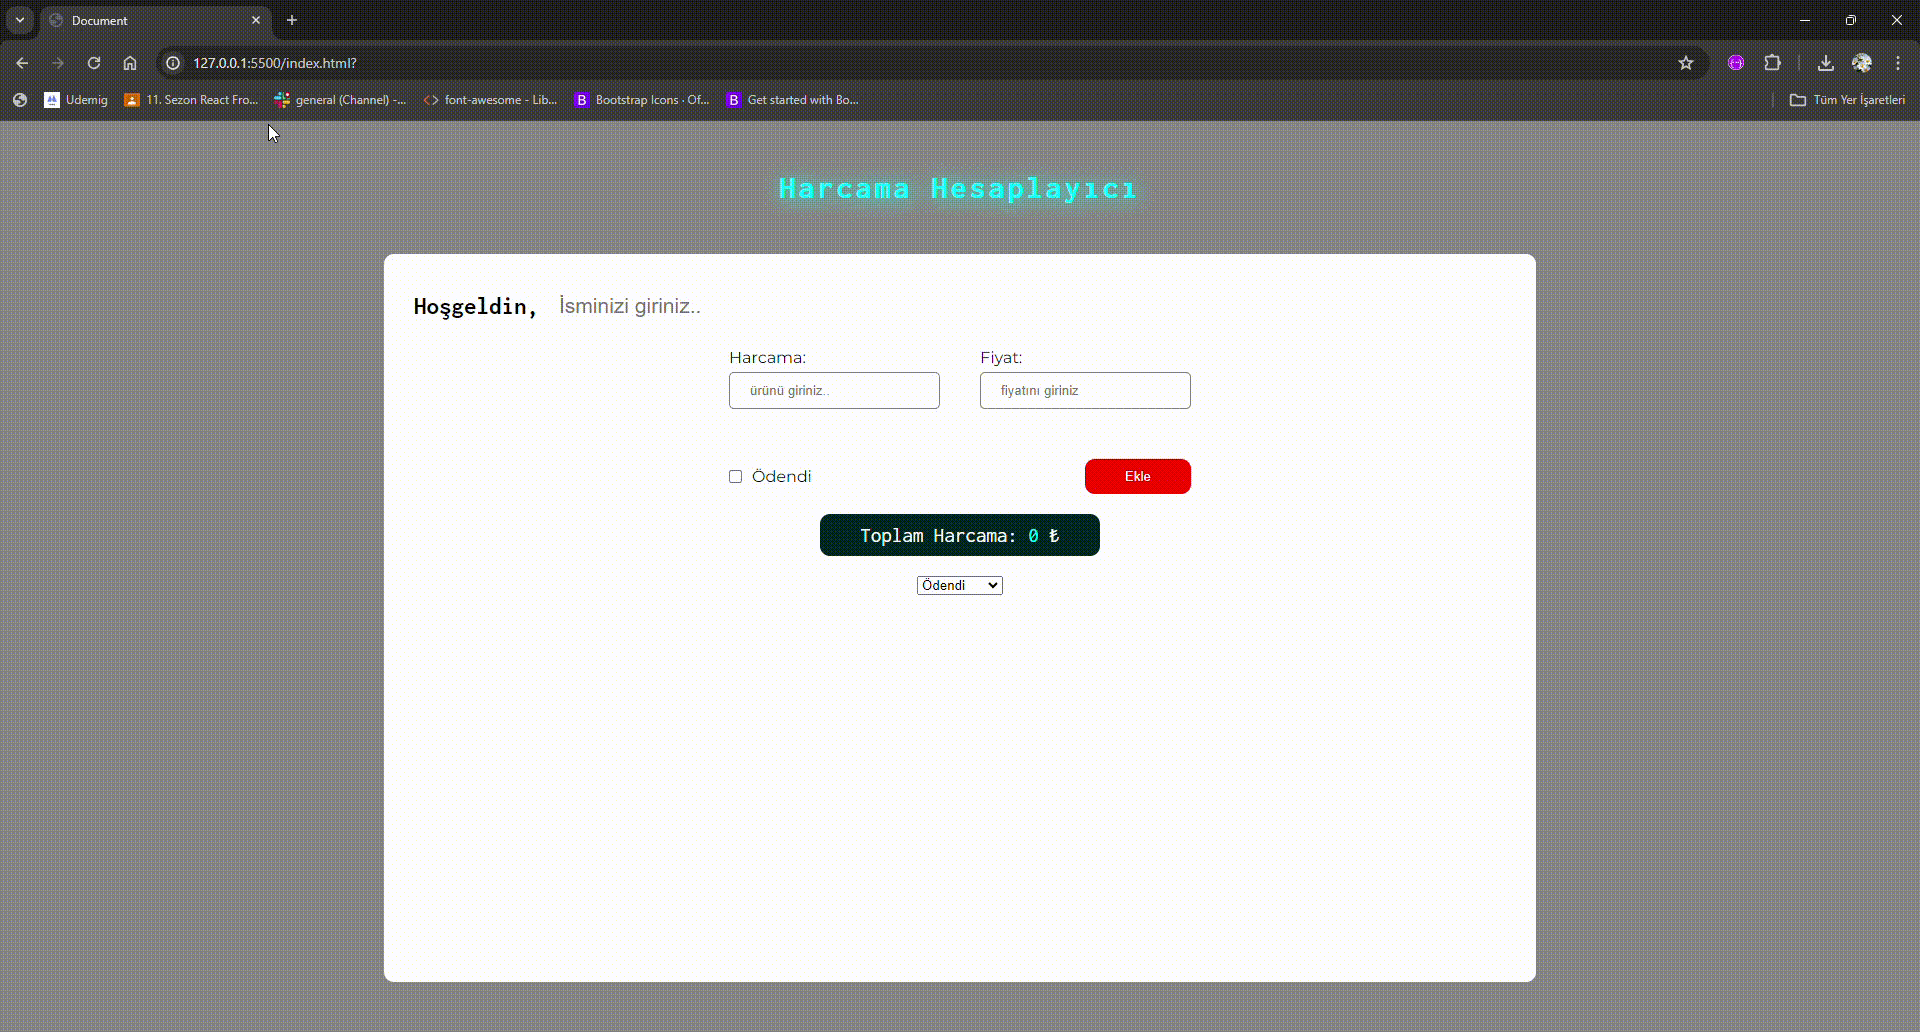 Document
127.0.0.1:5500/index.html?
Udemig
11. Sezon React Fro...
general (Channel) -...
font-awesome - Lib...
B Bootstrap Icons · Of...
B Get started with Bo...
Tüm Yer İşaretleri
Harcama Hesaplayıcı
Hoşgeldin, İsminizi giriniz..
Harcama: Fiyat:
ürünü giriniz.. fiyatını giriniz
Ödendi Ekle
Toplam Harcama: 0 ₺
Ödendi